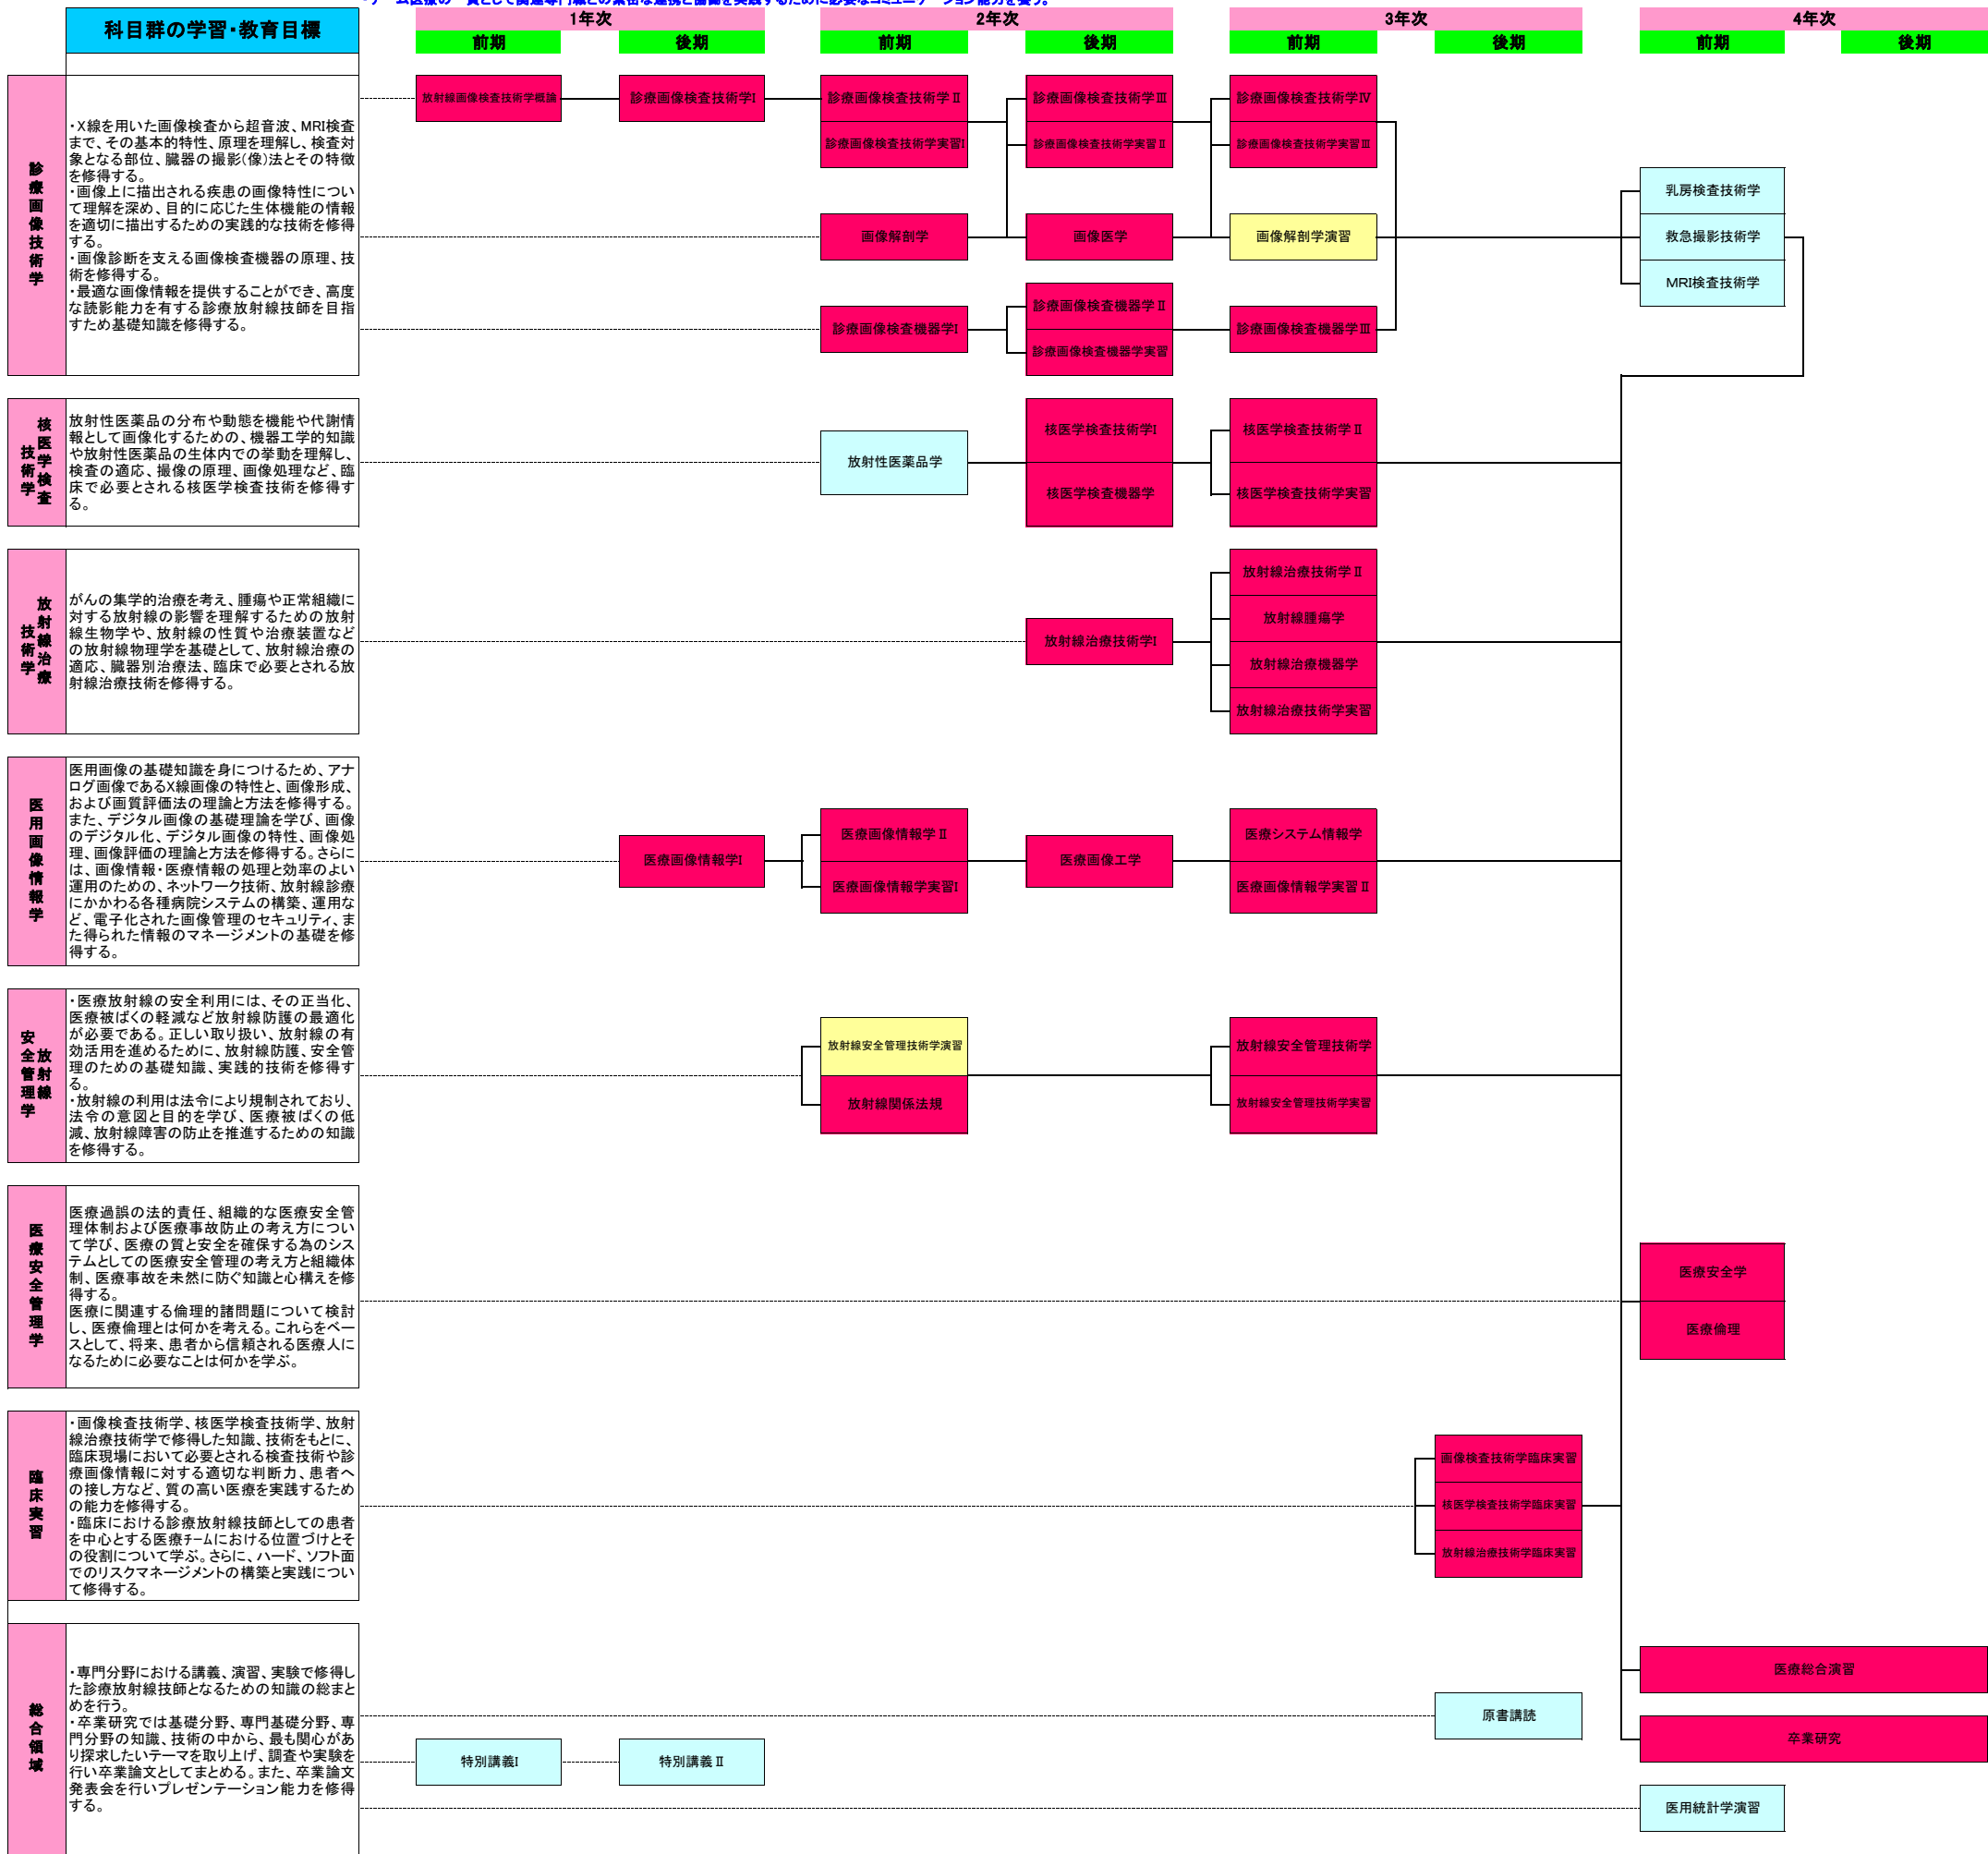 ・チーム医療の一員として関連専門職との緊密な連携と協働を実践するために必要なコミュニケーション能力を養う。
科目群の学習・教育目標
1年次
2年次
3年次
4年次
前期
後期
前期
後期
前期
後期
前期
後期
診療画像技術学
・X線を用いた画像検査から超音波、MRI検査
まで、その基本的特性、原理を理解し、検査対
象となる部位、臓器の撮影(像)法とその特徴
を修得する。
・画像上に描出される疾患の画像特性につい
て理解を深め、目的に応じた生体機能の情報
を適切に描出するための実践的な技術を修得
する。
・画像診断を支える画像検査機器の原理、技
術を修得する。
・最適な画像情報を提供することができ、高度
な読影能力を有する診療放射線技師を目指
すため基礎知識を修得する。
放射線画像検査技術学概論
診療画像検査技術学Ⅰ
診療画像検査技術学Ⅱ
診療画像検査技術学Ⅲ
診療画像検査技術学Ⅳ
診療画像検査技術学実習Ⅰ
診療画像検査技術学実習Ⅱ
診療画像検査技術学実習Ⅲ
乳房検査技術学
画像解剖学
画像医学
画像解剖学演習
救急撮影技術学
MRI検査技術学
診療画像検査機器学Ⅰ
診療画像検査機器学Ⅱ
診療画像検査機器学実習
診療画像検査機器学Ⅲ
核医学検査
技術学
放射性医薬品の分布や動態を機能や代謝情
報として画像化するための、機器工学的知識
や放射性医薬品の生体内での挙動を理解し、
検査の適応、撮像の原理、画像処理など、臨
床で必要とされる核医学検査技術を修得す
る。
放射性医薬品学
核医学検査技術学Ⅰ
核医学検査機器学
核医学検査技術学Ⅱ
核医学検査技術学実習
放射線治療
技術学
がんの集学的治療を考え、腫瘍や正常組織に
対する放射線の影響を理解するための放射
線生物学や、放射線の性質や治療装置など
の放射線物理学を基礎として、放射線治療の
適応、臓器別治療法、臨床で必要とされる放
射線治療技術を修得する。
放射線治療技術学Ⅰ
放射線治療技術学Ⅱ
放射線腫瘍学
放射線治療機器学
放射線治療技術学実習
医用画像情報学
医用画像の基礎知識を身につけるため、アナ
ログ画像であるX線画像の特性と、画像形成、
および画質評価法の理論と方法を修得する。
また、デジタル画像の基礎理論を学び、画像
のデジタル化、デジタル画像の特性、画像処
理、画像評価の理論と方法を修得する。さらに
は、画像情報・医療情報の処理と効率のよい
運用のための、ネットワーク技術、放射線診療
にかかわる各種病院システムの構築、運用な
ど、電子化された画像管理のセキュリティ、ま
た得られた情報のマネージメントの基礎を修
得する。
医療画像情報学Ⅰ
医療画像情報学Ⅱ
医療画像情報学実習Ⅰ
医療画像工学
医療システム情報学
医療画像情報学実習Ⅱ
放射線
安全管理学
・医療放射線の安全利用には、その正当化、
医療被ばくの軽減など放射線防護の最適化
が必要である。正しい取り扱い、放射線の有
効活用を進めるために、放射線防護、安全管
理のための基礎知識、実践的技術を修得す
る。
・放射線の利用は法令により規制されており、
法令の意図と目的を学び、医療被ばくの低
減、放射線障害の防止を推進するための知識
を修得する。
放射線安全管理技術学演習
放射線関係法規
放射線安全管理技術学
放射線安全管理技術学実習
医療安全管理学
医療過誤の法的責任、組織的な医療安全管
理体制および医療事故防止の考え方につい
て学び、医療の質と安全を確保する為のシス
テムとしての医療安全管理の考え方と組織体
制、医療事故を未然に防ぐ知識と心構えを修
得する。
医療に関連する倫理的諸問題について検討
し、医療倫理とは何かを考える。これらをベー
スとして、将来、患者から信頼される医療人に
なるために必要なことは何かを学ぶ。
医療安全学
医療倫理
臨床実習
・画像検査技術学、核医学検査技術学、放射
線治療技術学で修得した知識、技術をもとに、
臨床現場において必要とされる検査技術や診
療画像情報に対する適切な判断力、患者へ
の接し方など、質の高い医療を実践するため
の能力を修得する。
・臨床における診療放射線技師としての患者
を中心とする医療チームにおける位置づけとそ
の役割について学ぶ。さらに、ハード、ソフト面
でのリスクマネージメントの構築と実践につい
て修得する。
画像検査技術学臨床実習
核医学検査技術学臨床実習
放射線治療技術学臨床実習
総合領域
・専門分野における講義、演習、実験で修得し
た診療放射線技師となるための知識の総まと
めを行う。
・卒業研究では基礎分野、専門基礎分野、専
門分野の知識、技術の中から、最も関心があ
り探求したいテーマを取り上げ、調査や実験を
行い卒業論文としてまとめる。また、卒業論文
発表会を行いプレゼンテーション能力を修得
する。
医療総合演習
原書講読
卒業研究
特別講義Ⅰ
特別講義Ⅱ
医用統計学演習